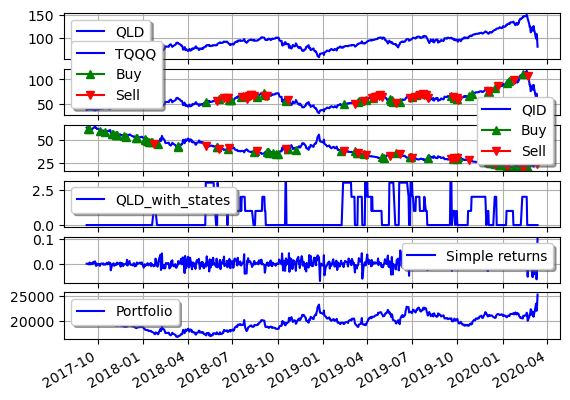 150
QLD
100
TQQQ
Buy
100
Sell
50
QID
50
Buy
25
Sell
2.5
QLD_with_states
0.0
0.1
Simple returns
0.0
25000
Portfolio
20000
2017-10
2018-01
2018-04
2018-07
2018-10
2019-01
2019-04
2019-07
2019-10
2020-01
2020-04